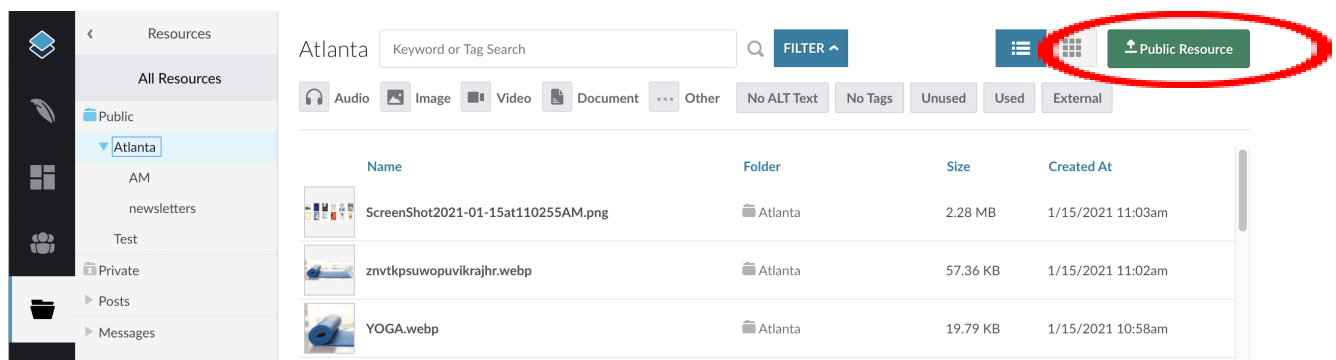 Resources
All Resources
Public
Atlanta
AM
newsletters
Test
Private
Posts
Messages
Atlanta
Keyword or Tag Search
FILTER
Public Resource
Audio
Image
Video
Document
Other
No ALT Text
No Tags
Unused
Used
External
Name Folder Size Created At
ScreenShot2021-01-15at110255AM.png Atlanta 2.28 MB 1/15/2021 11:03am
znvtkpsuwopuvikrajhr.webp Atlanta 57.36 KB 1/15/2021 11:02am
YOGA.webp Atlanta 19.79 KB 1/15/2021 10:58am